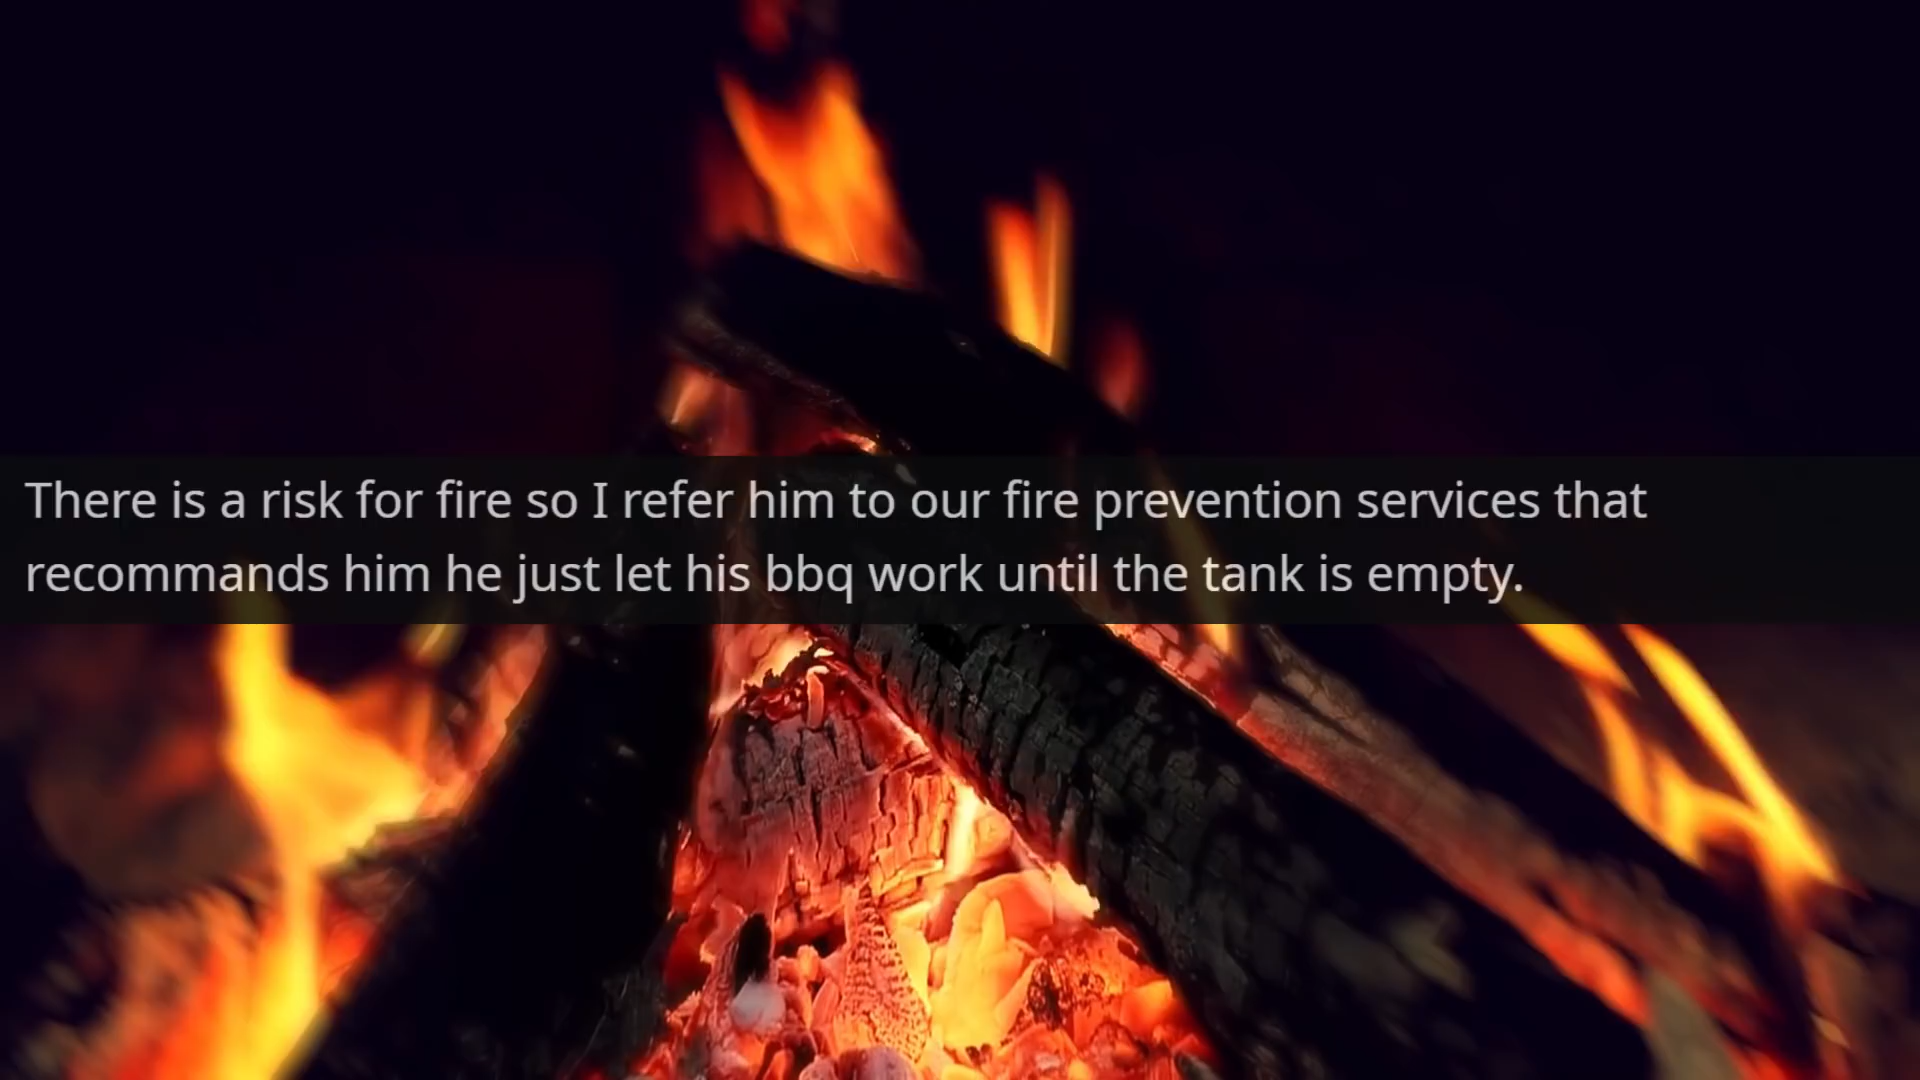 There is a risk for fire so I refer him to our fire prevention services that
recommands him he just let his bbq work until the tank is empty.